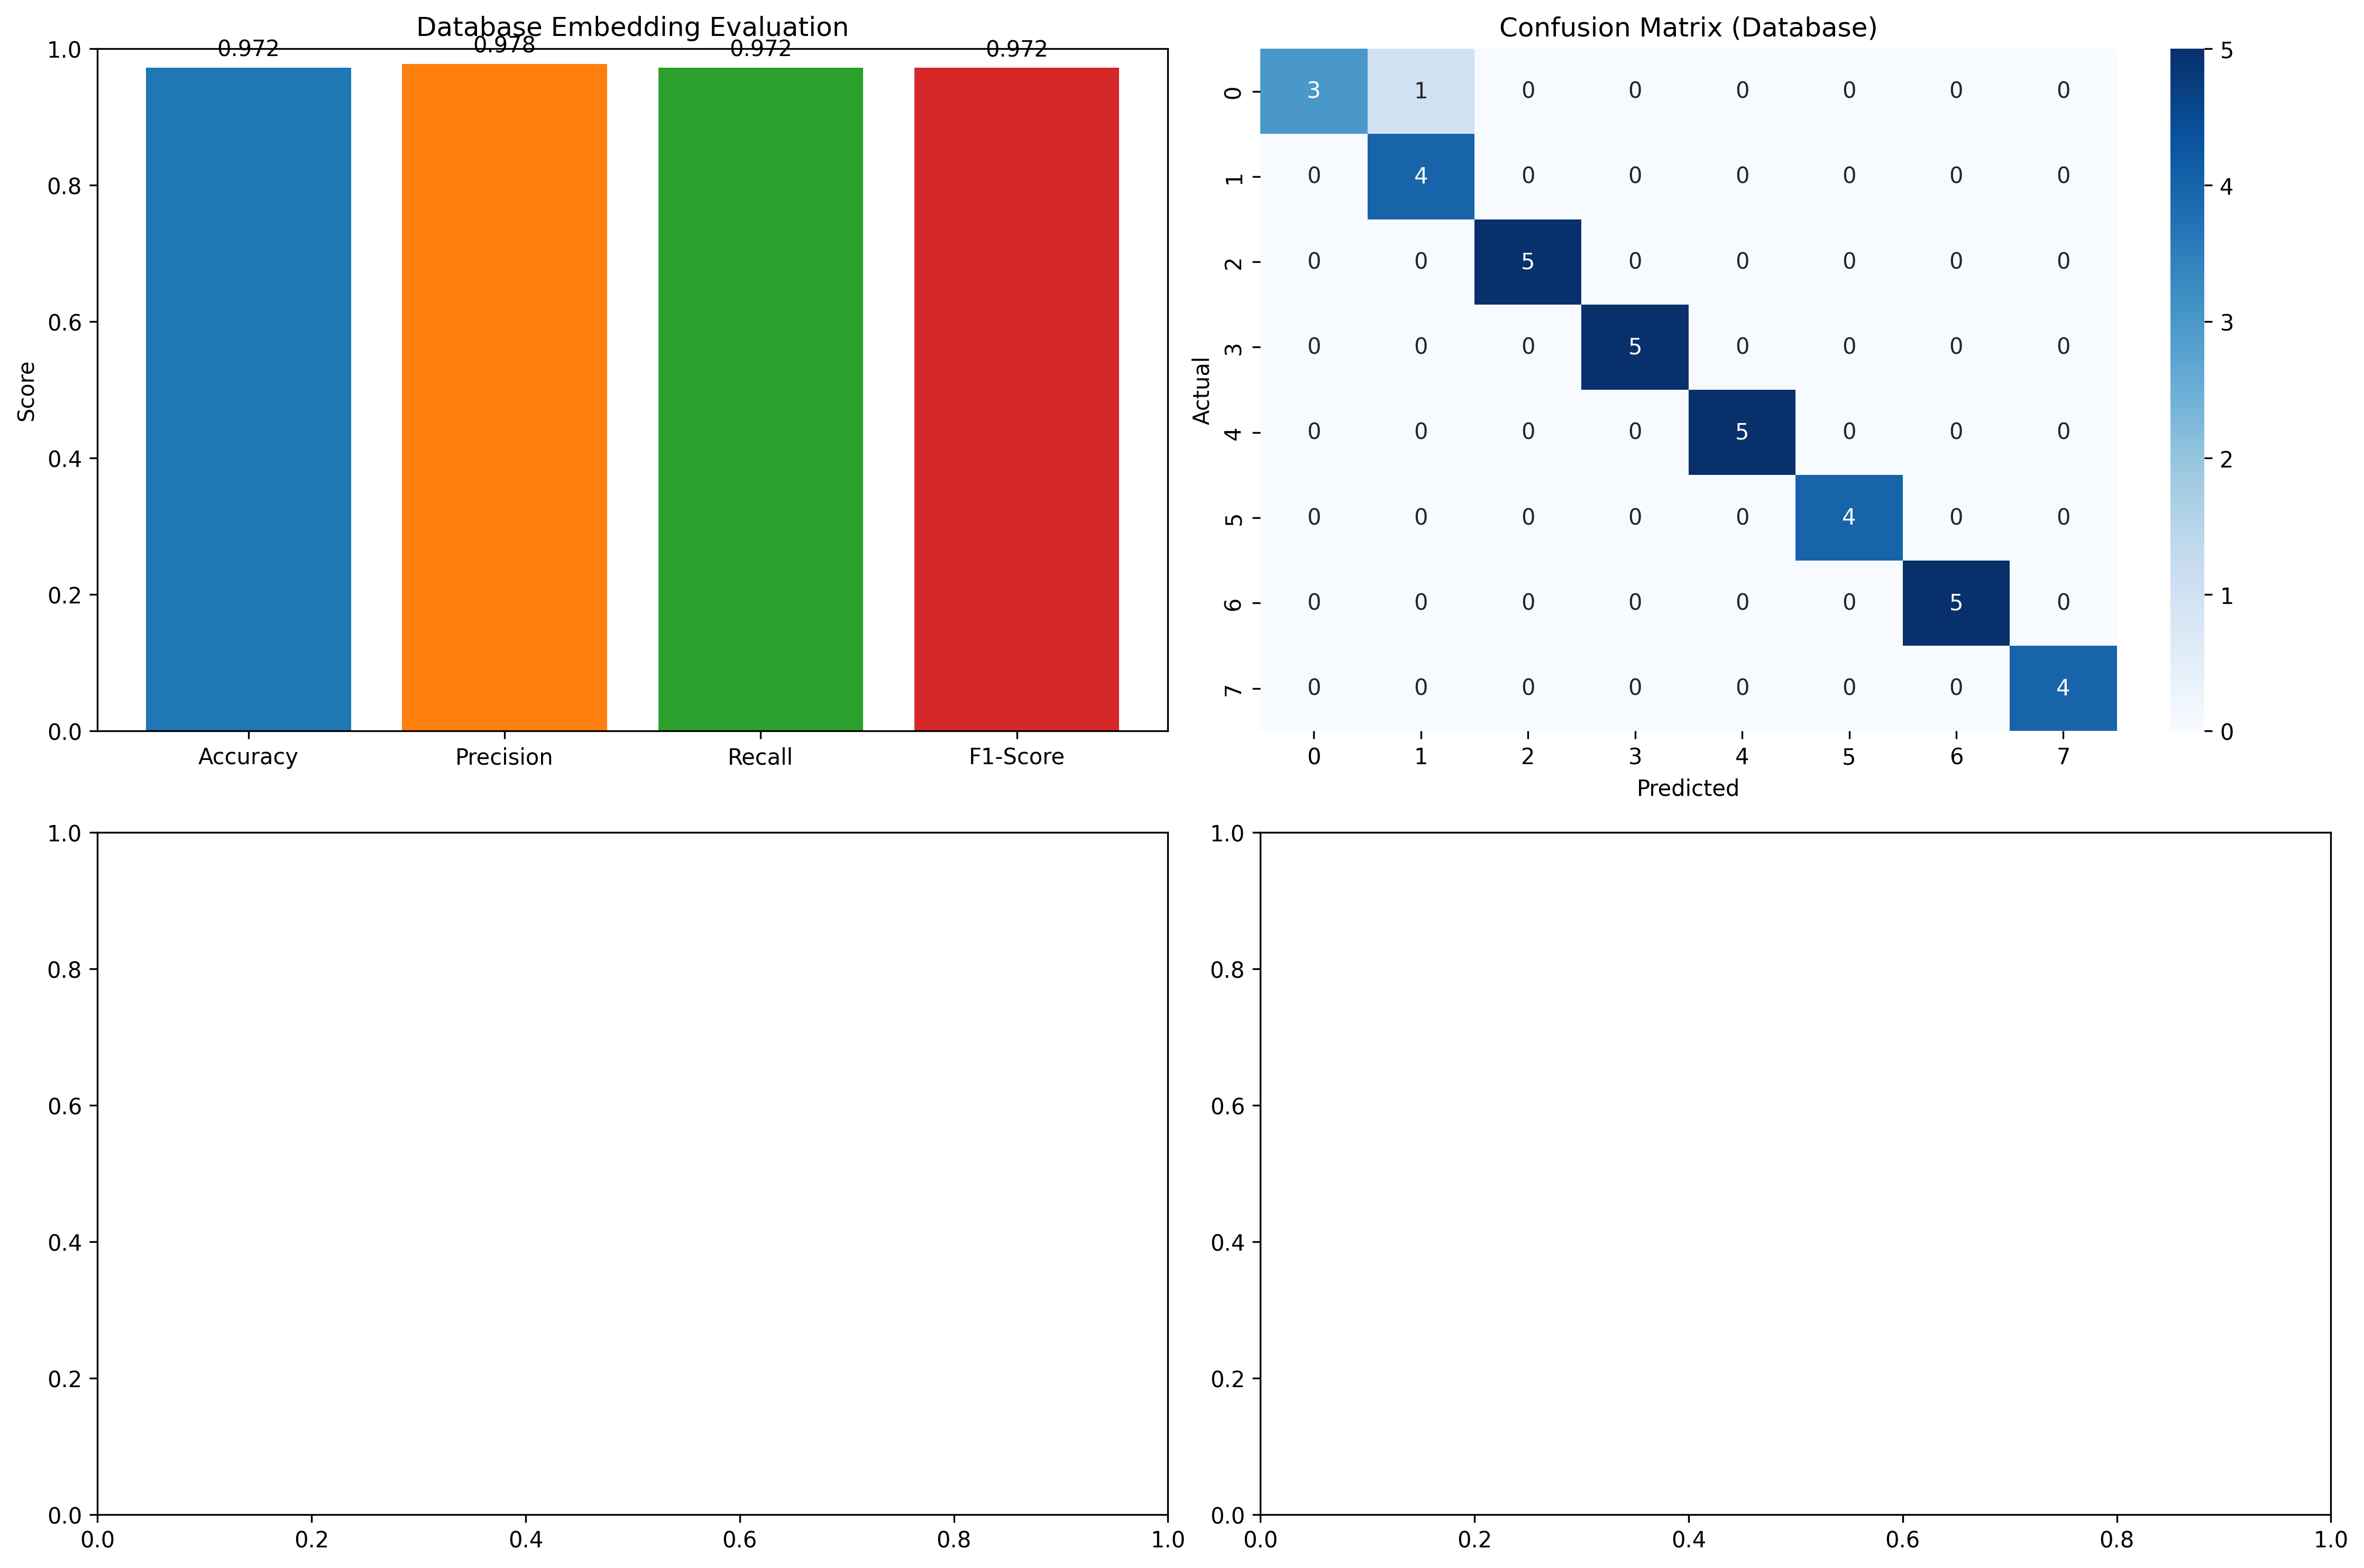 Database Embedding Evaluation
0.972 0.978 0.972 0.972
1.0
0.8
0.6
0.4
0.2
0.0
Score
Accuracy Precision Recall F1-Score
Confusion Matrix (Database)
Actual
0 3 1 0 0 0 0 0 0
1 0 4 0 0 0 0 0 0
2 0 0 5 0 0 0 0 0
3 0 0 0 5 0 0 0 0
4 0 0 0 0 5 0 0 0
5 0 0 0 0 0 4 0 0
6 0 0 0 0 0 0 5 0
7 0 0 0 0 0 0 0 4
0 1 2 3 4 5 6 7
Predicted
5
4
3
2
1
0
1.0
0.8
0.6
0.4
0.2
0.0
0.0 0.2 0.4 0.6 0.8 1.0
1.0
0.8
0.6
0.4
0.2
0.0
0.0 0.2 0.4 0.6 0.8 1.0